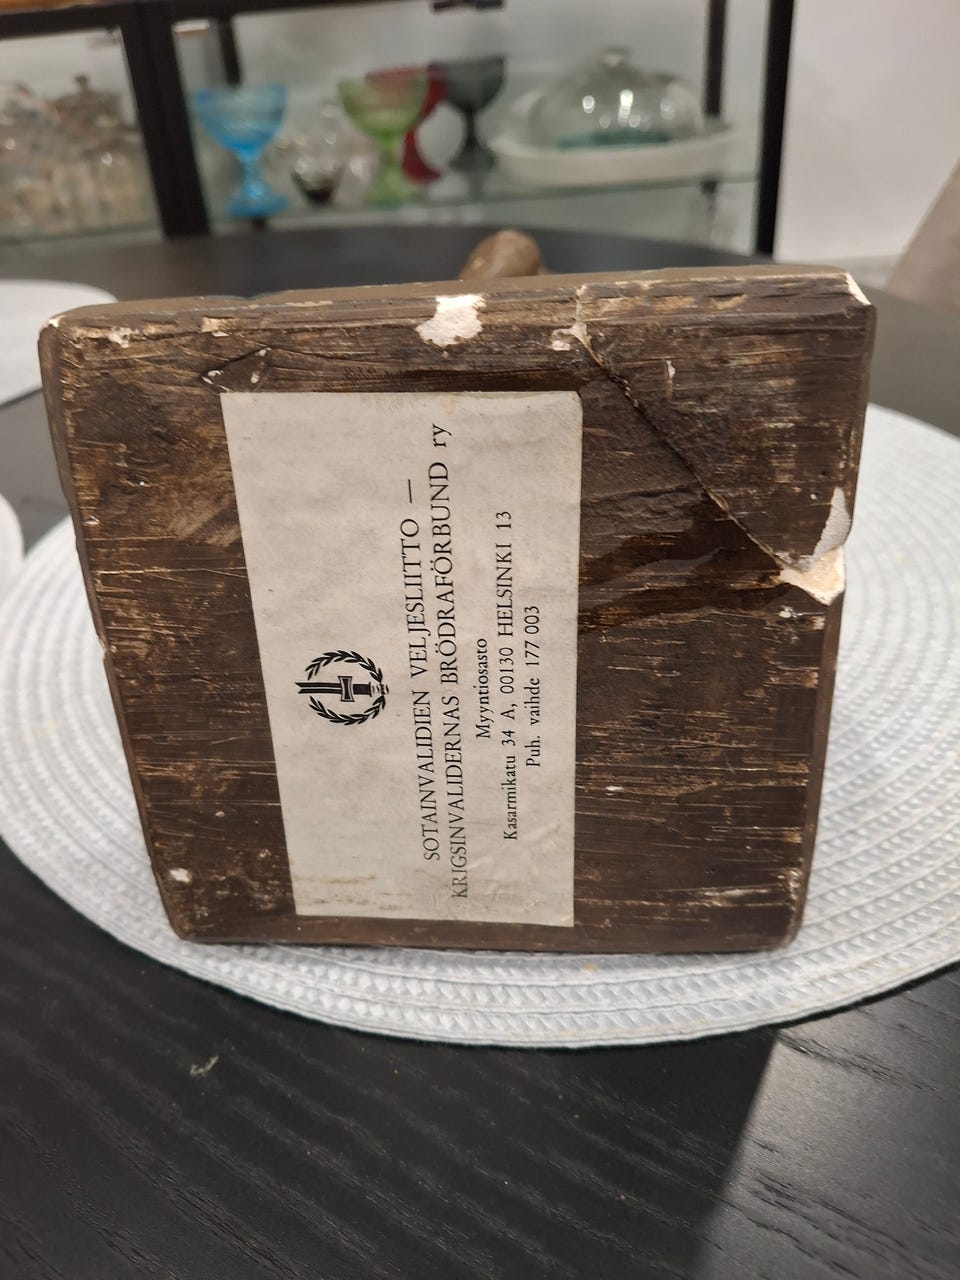 SOTAINVALIDIEN VELJESLIITTO —
KRIGSINVALIDERNAS BRÖDRAFÖRBUND ry
Myyntiosasto
Kasarmikatu 34 A, 00130 HELSINKI 13
Puh. vaihde 177 003